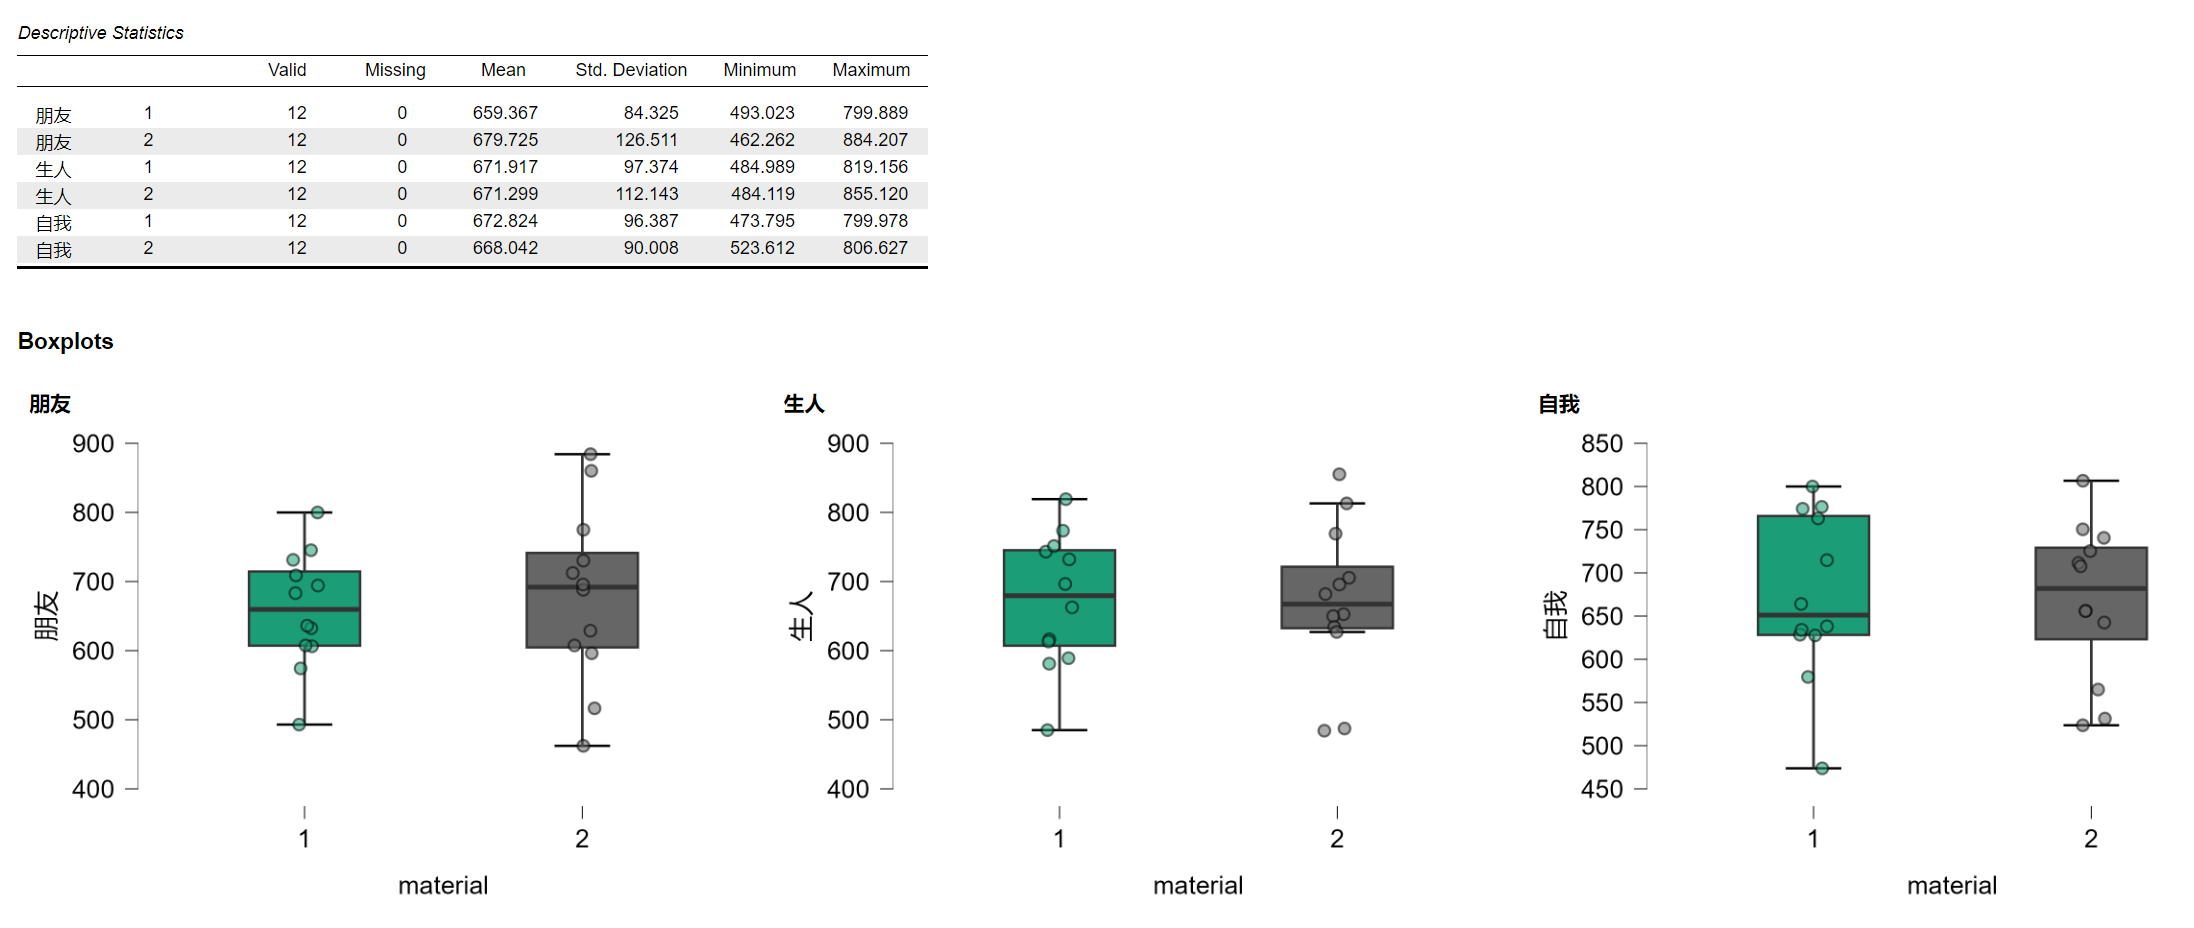 Descriptive Statistics
Valid Missing Mean Std. Deviation Minimum Maximum
朋友 1 12 0 659.367 84.325 493.023 799.889
朋友 2 12 0 679.725 126.511 462.262 884.207
生人 1 12 0 671.917 97.374 484.989 819.156
生人 2 12 0 671.299 112.143 484.119 855.120
自我 1 12 0 672.824 96.387 473.795 799.978
自我 2 12 0 668.042 90.008 523.612 806.627
Boxplots
朋友
900
800
700
600
500
400
朋友
1 2
material
生人
900
800
700
600
500
400
生人
1 2
material
自我
850
800
750
700
650
600
550
500
450
自我
1 2
material